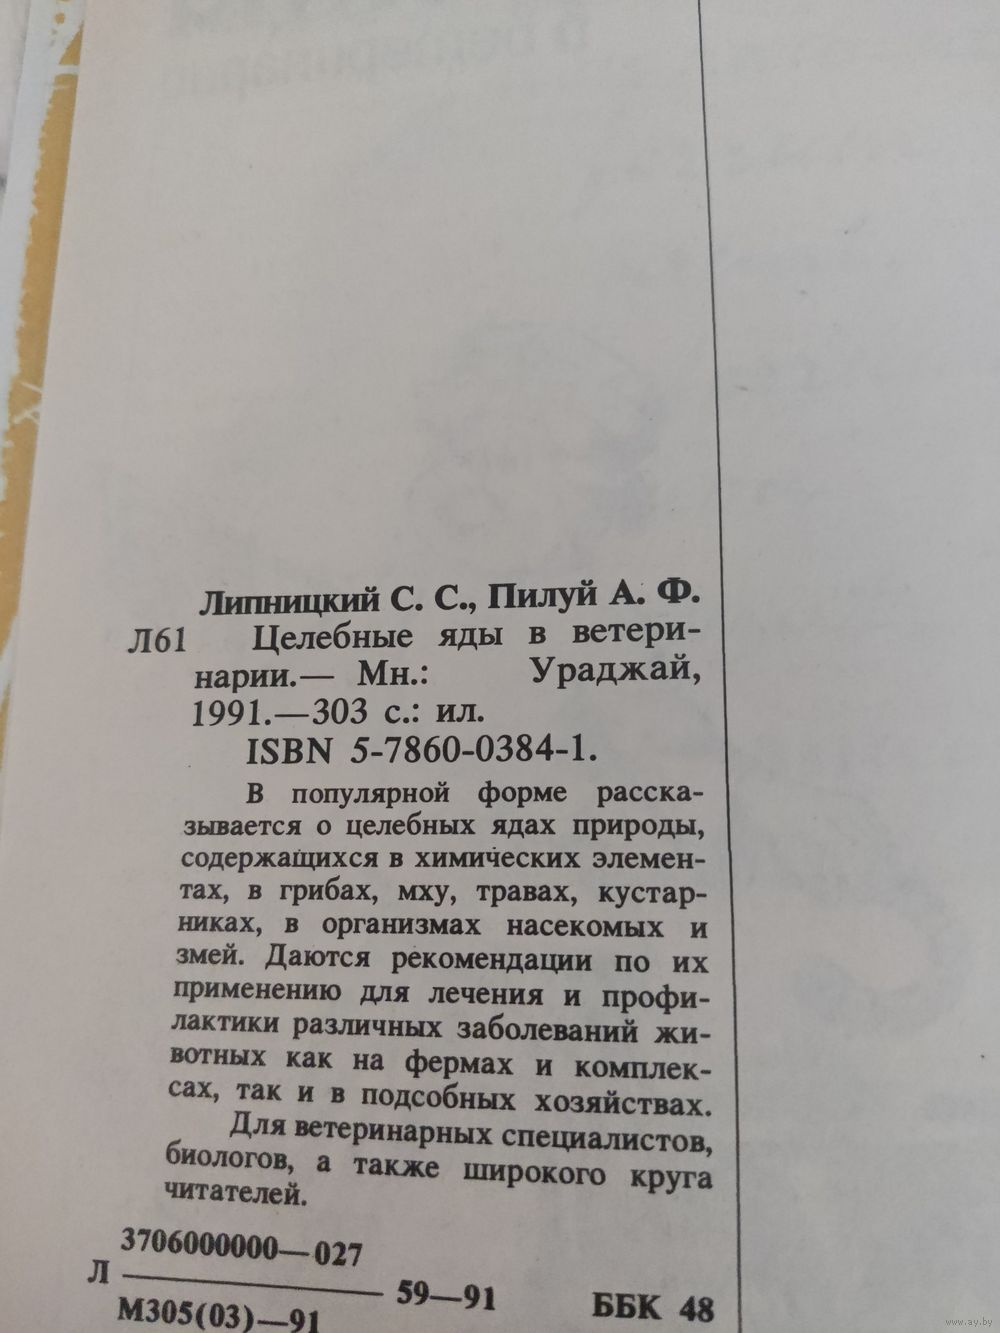 Липницкий С. С., Пилуй А. Ф.
Л61 Целебные яды в ветери-
нарии.— Мн.: Ураджай,
1991.—303 с.: ил.
ISBN 5-7860-0384-1.
В популярной форме расска-
зывается о целебных ядах природы,
содержащихся в химических элемен-
тах, в грибах, мху, травах, кустар-
никах, в организмах насекомых и
змей. Даются рекомендации по их
применению для лечения и профи-
лактики различных заболеваний жи-
вотных как на фермах и комплек-
сах, так и в подсобных хозяйствах.
Для ветеринарных специалистов,
биологов, а также широкого круга
читателей.
3706000000—027
Л 59—91 ББК 48
М305(03)—91
www.ay.by